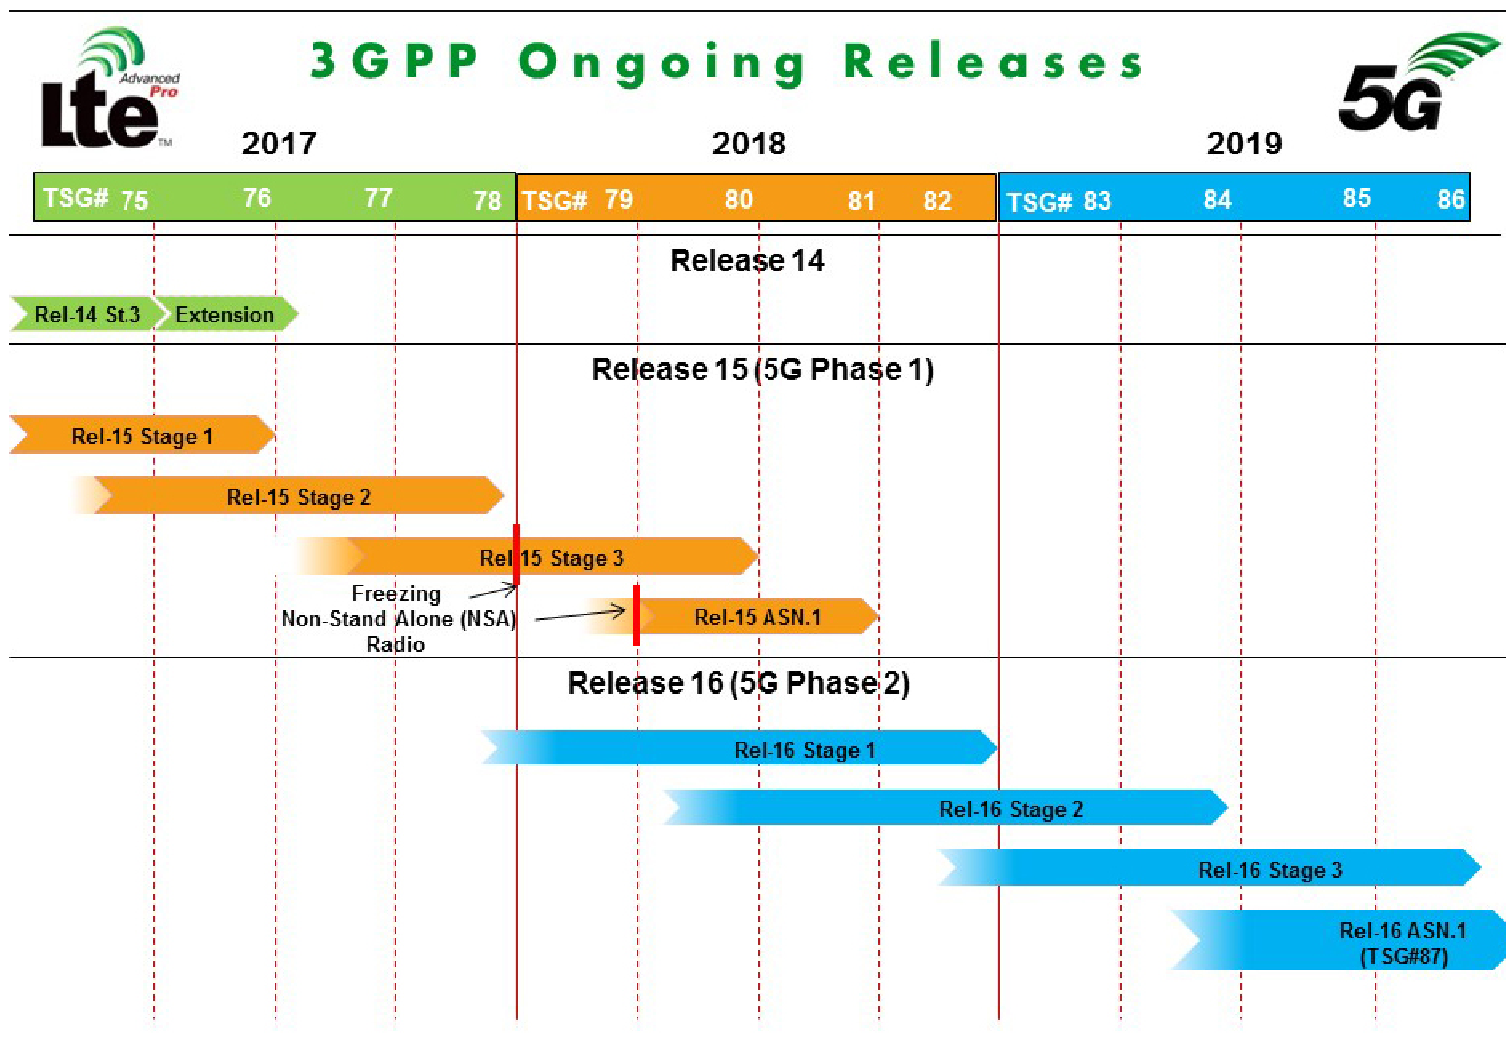 3GPP Ongoing Releases
Lte Advanced Pro TM
5G
2017 2018 2019
TSG# 75 76 77 78 TSG# 79 80 81 82 TSG# 83 84 85 86
Release 14
Rel-14 St.3 Extension
Release 15 (5G Phase 1)
Rel-15 Stage 1
Rel-15 Stage 2
Rel-15 Stage 3
Freezing
Non-Stand Alone (NSA)
Radio
Rel-15 ASN.1
Release 16 (5G Phase 2)
Rel-16 Stage 1
Rel-16 Stage 2
Rel-16 Stage 3
Rel-16 ASN.1
(TSG#87)